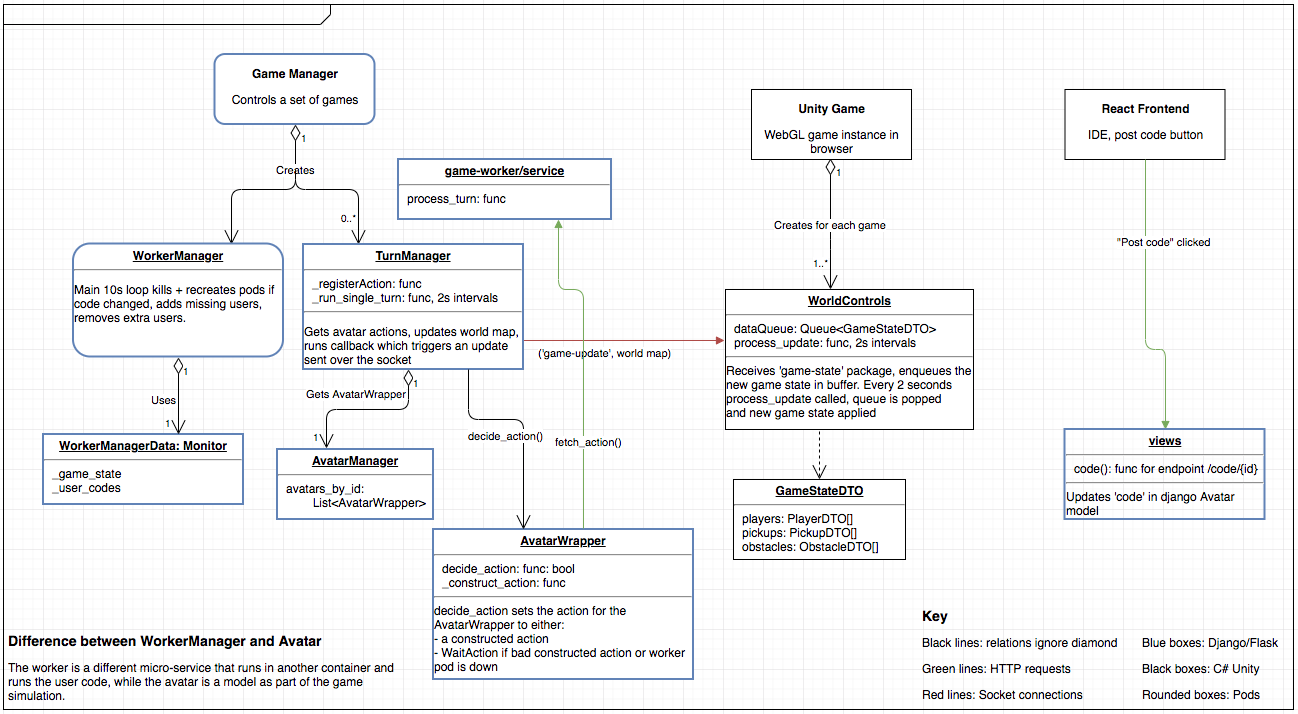 Game Manager
Controls a set of games
1
Creates
0..*
game-worker/service
process_turn: func
Unity Game
WebGL game instance in
browser
1
Creates for each game
1..*
React Frontend
IDE, post code button
"Post code" clicked
WorkerManager
Main 10s loop kills + recreates pods if
code changed, adds missing users,
removes extra users.
1
Uses
1
WorkerManagerData: Monitor
_game_state
_user_codes
TurnManager
_registerAction: func
_run_single_turn: func, 2s intervals
Gets avatar actions, updates world map,
runs callback which triggers an update
sent over the socket
('game-update', world map)
1
Gets AvatarWrapper
1
AvatarManager
avatars_by_id:
List<AvatarWrapper>
decide_action()
fetch_action()
WorldControls
dataQueue: Queue<GameStateDTO>
process_update: func, 2s intervals
Receives 'game-state' package, enqueues the
new game state in buffer. Every 2 seconds
process_update called, queue is popped
and new game state applied
GameStateDTO
players: PlayerDTO[]
pickups: PickupDTO[]
obstacles: ObstacleDTO[]
views
code(): func for endpoint /code/{id}
Updates 'code' in django Avatar
model
AvatarWrapper
decide_action: func: bool
_construct_action: func
decide_action sets the action for the
AvatarWrapper to either:
- a constructed action
- WaitAction if bad constructed action or worker
pod is down
Difference between WorkerManager and Avatar
The worker is a different micro-service that runs in another container and
runs the user code, while the avatar is a model as part of the game
simulation.
Key
Black lines: relations ignore diamond
Blue boxes: Django/Flask
Green lines: HTTP requests
Black boxes: C# Unity
Red lines: Socket connections
Rounded boxes: Pods